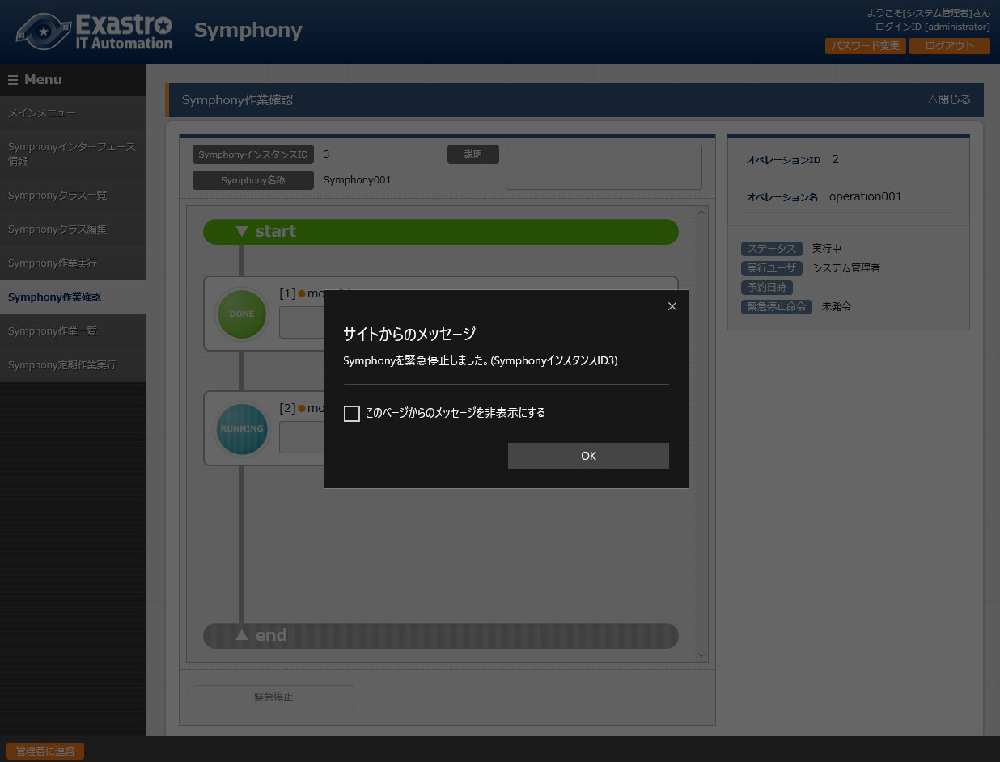 Exastro
IT Automation
Symphony
ようこそ[システム管理者]さん
ログインID [administrator]
パスワード変更
ログアウト
Menu
メインメニュー
Symphonyインターフェース
情報
Symphonyクラス一覧
Symphonyクラス編集
Symphony作業実行
Symphony作業確認
Symphony作業一覧
Symphony定期作業実行
Symphony作業確認
△閉じる
SymphonyインスタンスID 3
説明
Symphony名称 Symphony001
▼ start
DONE
[1]●mo
RUNNING
[2]●mo
▲ end
緊急停止
オペレーションID 2
オペレーション名 operation001
ステータス 実行中
実行ユーザ システム管理者
予約日時
緊急停止命令 未発令
サイトからのメッセージ
Symphonyを緊急停止しました。(SymphonyインスタンスID3)
このページからのメッセージを非表示にする
OK
管理者に連絡